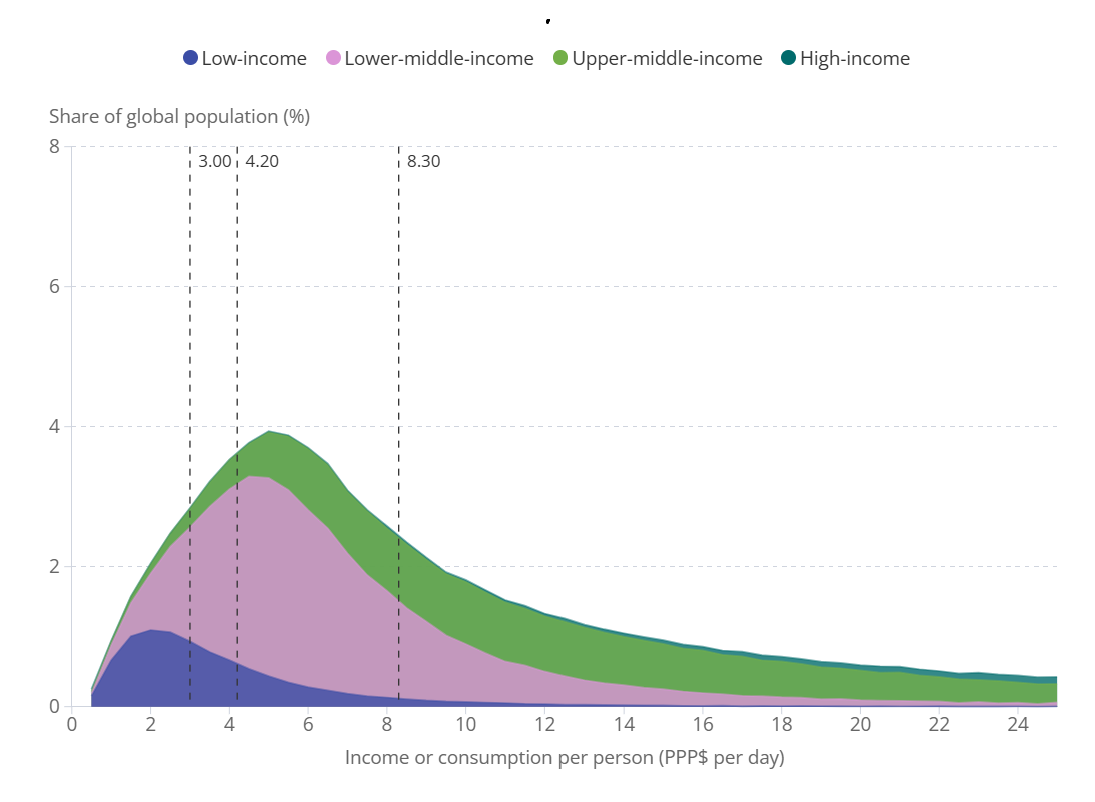 Low-income Lower-middle-income Upper-middle-income High-income
Share of global population (%)
8
3.00 4.20 8.30
6
4
2
0
0 2 4 6 8 10 12 14 16 18 20 22 24
Income or consumption per person (PPP$ per day)